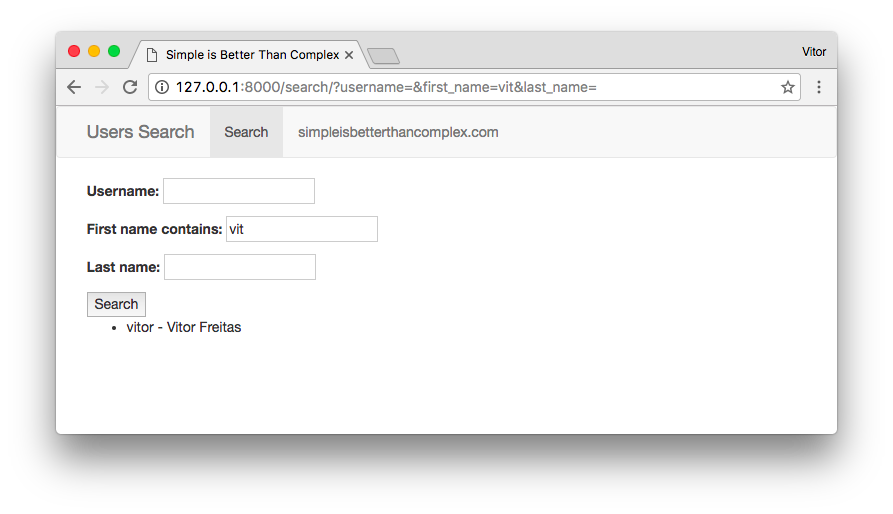 Simple is Better Than Complex
Vitor
127.0.0.1:8000/search/?username=&first_name=vit&last_name=
Users Search Search simpleisbetterthancomplex.com
Username:
First name contains: vit
Last name:
Search
• vitor - Vitor Freitas